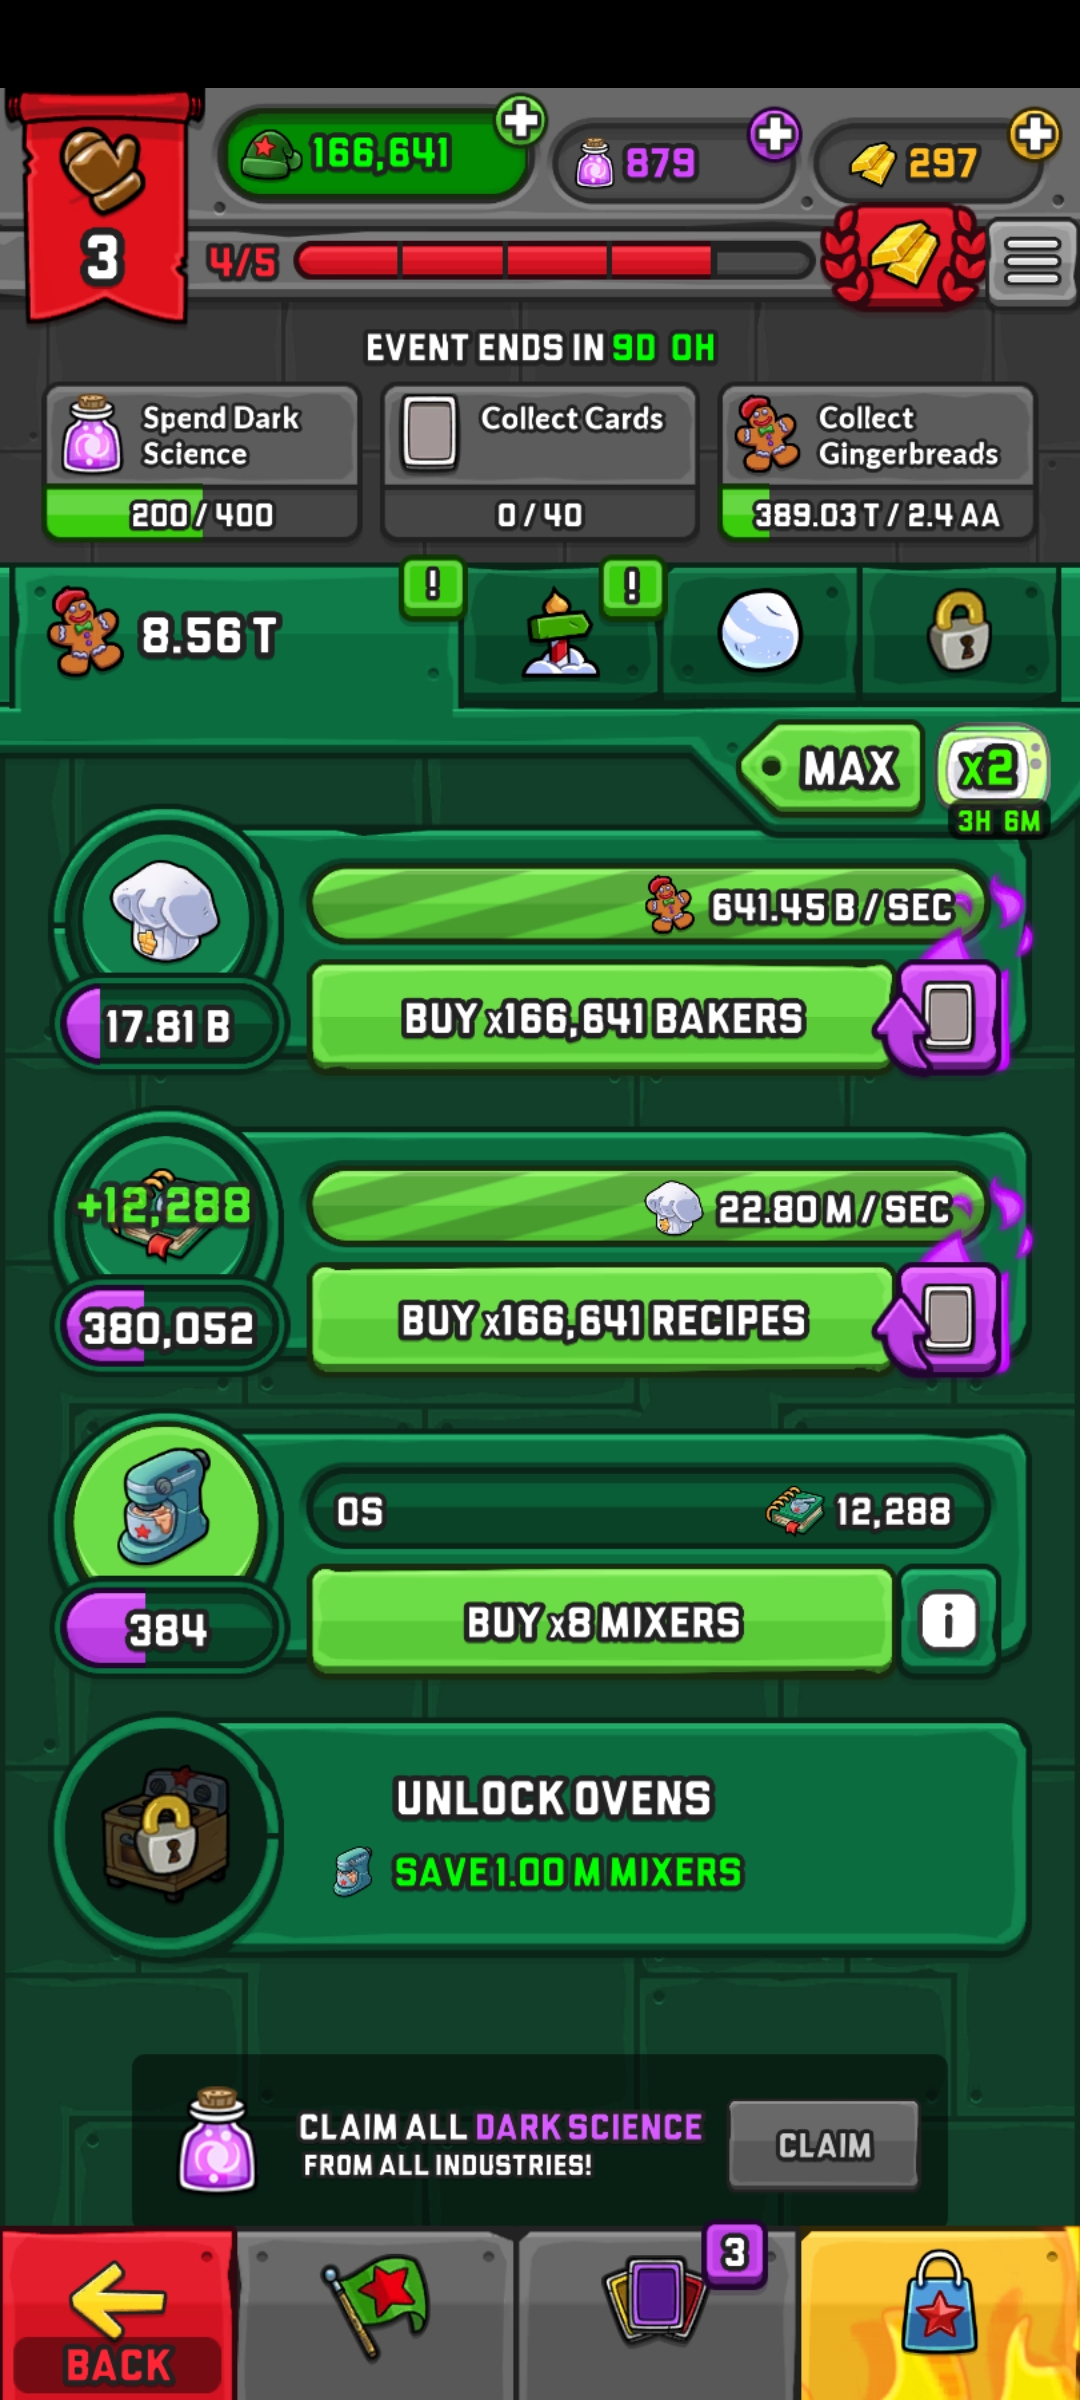 166,641
879
297
3
4/5
EVENT ENDS IN 9D 0H
Spend Dark
Science
200 / 400
Collect Cards
0 / 40
Collect
Gingerbreads
389.03 T / 2.4 AA
8.56 T
!
!
MAX
x2
3H 6M
641.45 B / SEC
17.81 B
BUY x166,641 BAKERS
+12,288
22.80 M / SEC
380,052
BUY x166,641 RECIPES
0S
12,288
384
BUY x8 MIXERS
i
UNLOCK OVENS
SAVE 1.00 M MIXERS
CLAIM ALL DARK SCIENCE
FROM ALL INDUSTRIES!
CLAIM
3
BACK